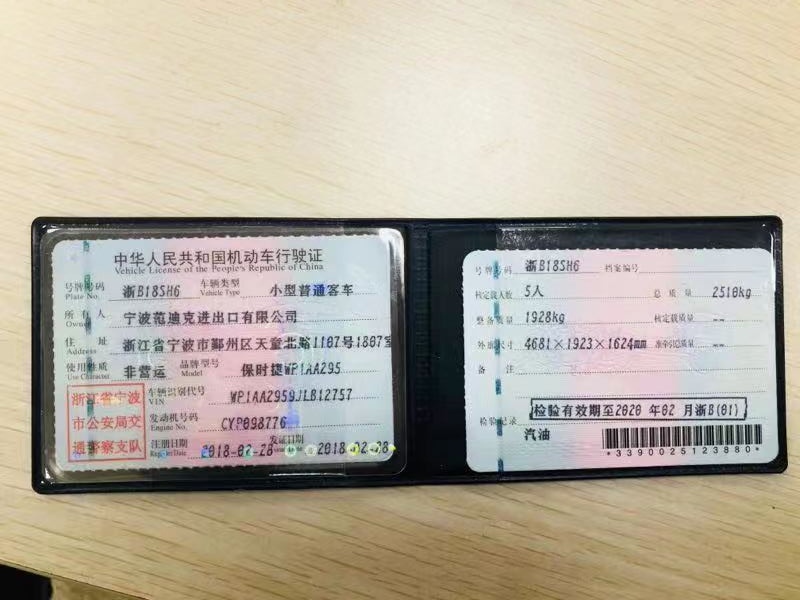 中华人民共和国机动车行驶证
Vehicle License of the People's Republic of China
号牌号码 Plate No. 浙B18SH6 车辆类型 Vehicle Type 小型普通客车
所有人 Owner 宁波范迪克进出口有限公司
住址 Address 浙江省宁波市鄞州区天童北路1107号1807室
使用性质 Use Character 非营运 品牌型号 Model 保时捷WP1AA295
车辆识别代号 VIN WP1AA2959JLB12757
发动机号码 Engine No. CYP098776
注册日期 Register Date 2018-02-28 发证日期 2018-02-28
浙江省宁波
市公安局交
通警察支队
号牌号码 浙B18SH6 档案编号
核定载人数 5人 总质量 2510kg
整备质量 1928kg 核定载质量 --
外廓尺寸 4681×1923×1624mm 准牵引总质量 --
备注
检验记录 检验有效期至2020年02月浙B(01)
汽油
*3390025123880*